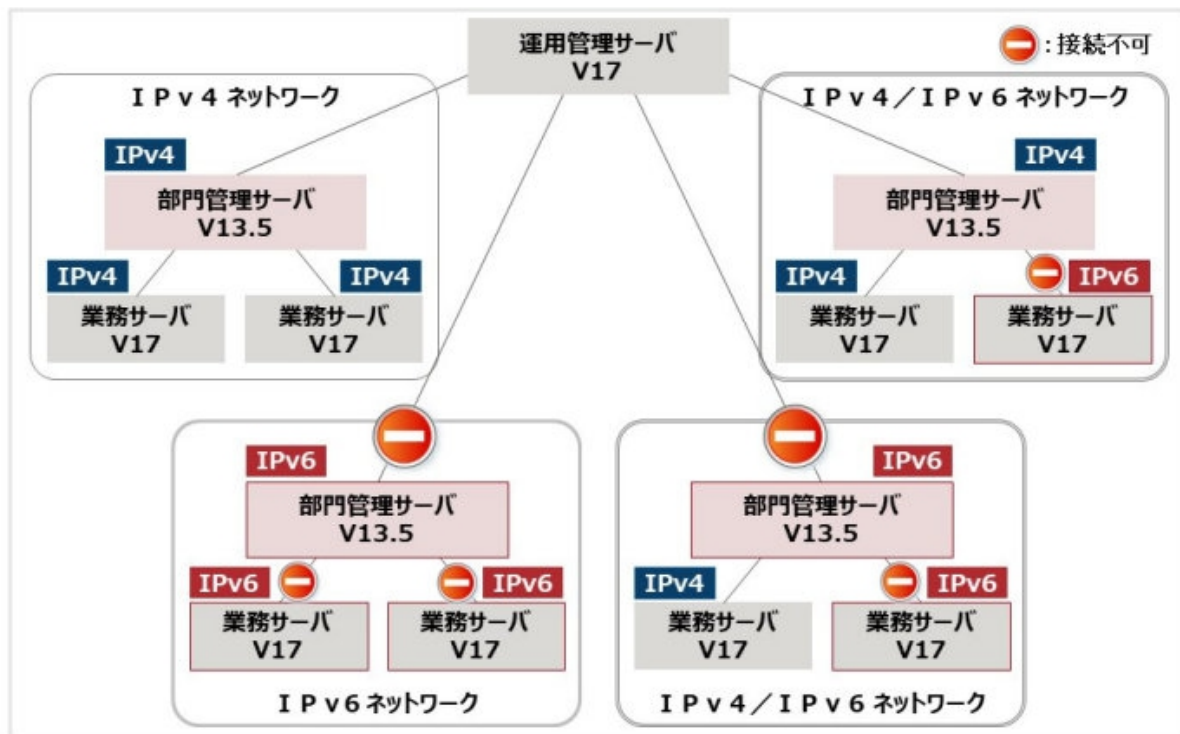 運用管理サーバ
V17
：接続不可
ＩＰｖ４ ネットワーク
IPv4
部門管理サーバ
V13.5
IPv4
IPv4
業務サーバ
V17
業務サーバ
V17
ＩＰｖ４／ＩＰｖ６ ネットワーク
IPv4
部門管理サーバ
V13.5
IPv4
IPv6
業務サーバ
V17
業務サーバ
V17
IPv6
部門管理サーバ
V13.5
IPv6
IPv6
業務サーバ
V17
業務サーバ
V17
ＩＰｖ６ ネットワーク
IPv6
部門管理サーバ
V13.5
IPv4
IPv6
業務サーバ
V17
業務サーバ
V17
ＩＰｖ４／ＩＰｖ６ ネットワーク